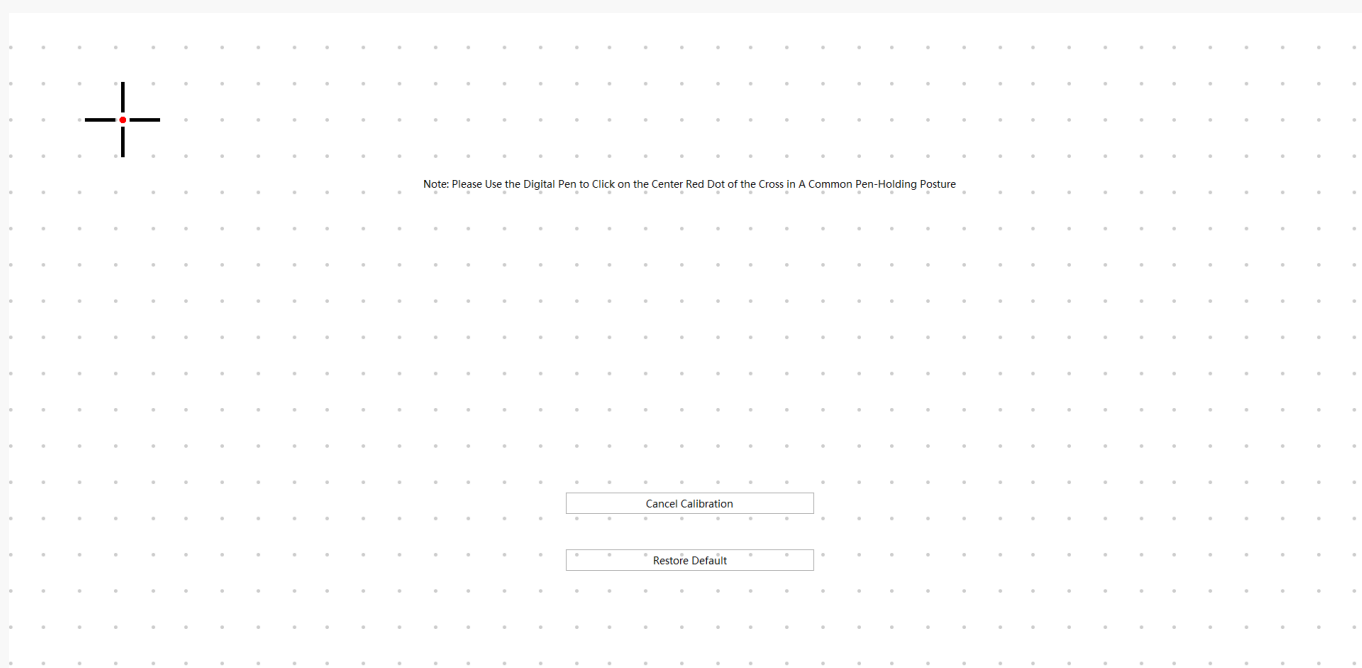 Note: Please Use the Digital Pen to Click on the Center Red Dot of the Cross in A Common Pen-Holding Posture
Cancel Calibration
Restore Default